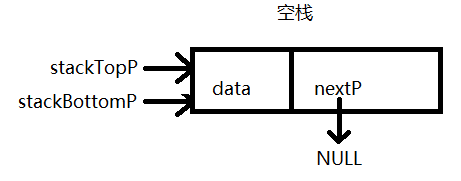 空栈
stackTopP
stackBottomP
data
nextP
NULL